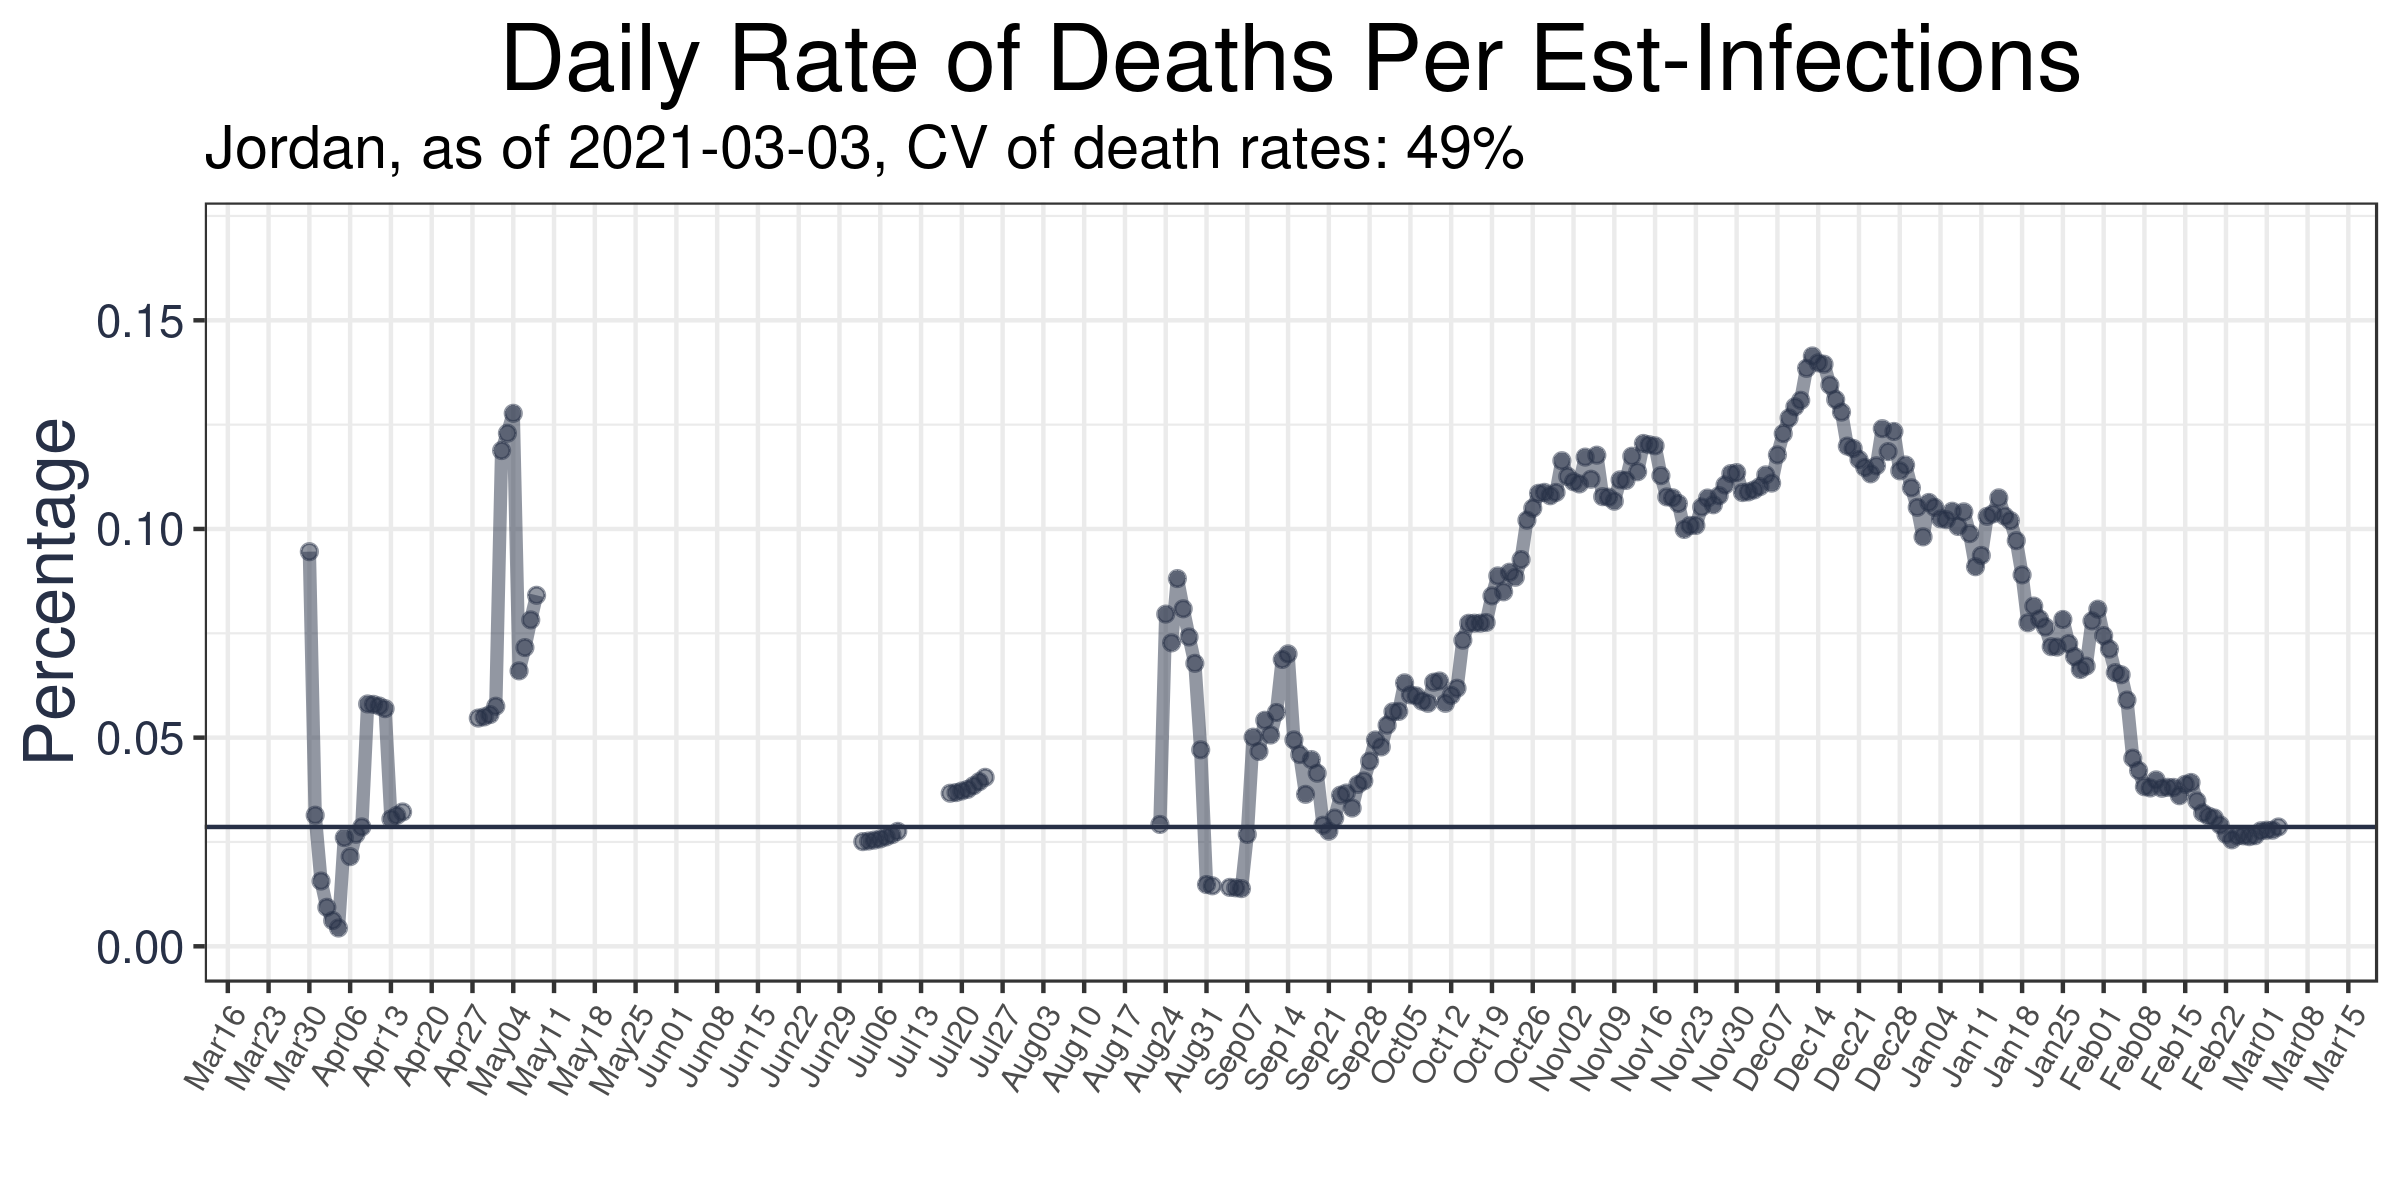 Daily Rate of Deaths Per Est-Infections
Jordan, as of 2021-03-03, CV of death rates: 49%
Percentage
0.15
0.10
0.05
0.00
Mar16
Mar23
Mar30
Apr06
Apr13
Apr20
Apr27
May04
May11
May18
May25
Jun01
Jun08
Jun15
Jun22
Jun29
Jul06
Jul13
Jul20
Jul27
Aug03
Aug10
Aug17
Aug24
Aug31
Sep07
Sep14
Sep21
Sep28
Oct05
Oct12
Oct19
Oct26
Nov02
Nov09
Nov16
Nov23
Nov30
Dec07
Dec14
Dec21
Dec28
Jan04
Jan11
Jan18
Jan25
Feb01
Feb08
Feb15
Feb22
Mar01
Mar08
Mar15